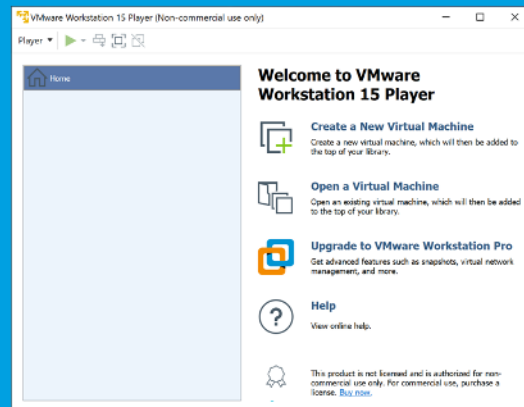 VMware Workstation 15 Player (Non-commercial use only)
Player
Home
Welcome to VMware
Workstation 15 Player
Create a New Virtual Machine
Create a new virtual machine, which will then be added to
the top of your library.
Open a Virtual Machine
Open an existing virtual machine, which will then be added
to the top of your library.
Upgrade to VMware Workstation Pro
Get advanced features such as snapshots, virtual network
management, and more.
Help
View online help.
This product is not licensed and is authorized for non-
commercial use only. For commercial use, purchase a
license. Buy now.